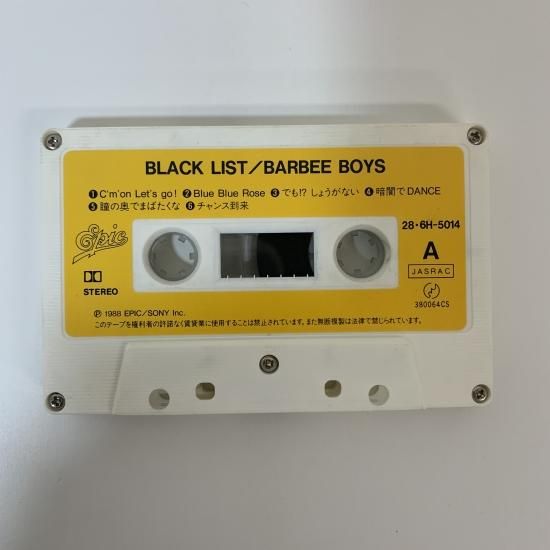 BLACK LIST/BARBEE BOYS
❶C'm'on Let's go! ❷Blue Blue Rose ❸でも!? しょうがない ❹暗闇でDANCE
❺瞳の奥でまばたくな ❻チャンス到来
28・6H-5014
Epic
A
JASRAC
STEREO
380064CS
Ⓟ 1988 EPIC/SONY Inc.
このテープを権利者の許諾なく賃貸業に使用することは禁止されています。また無断複製は法律で禁じられています。